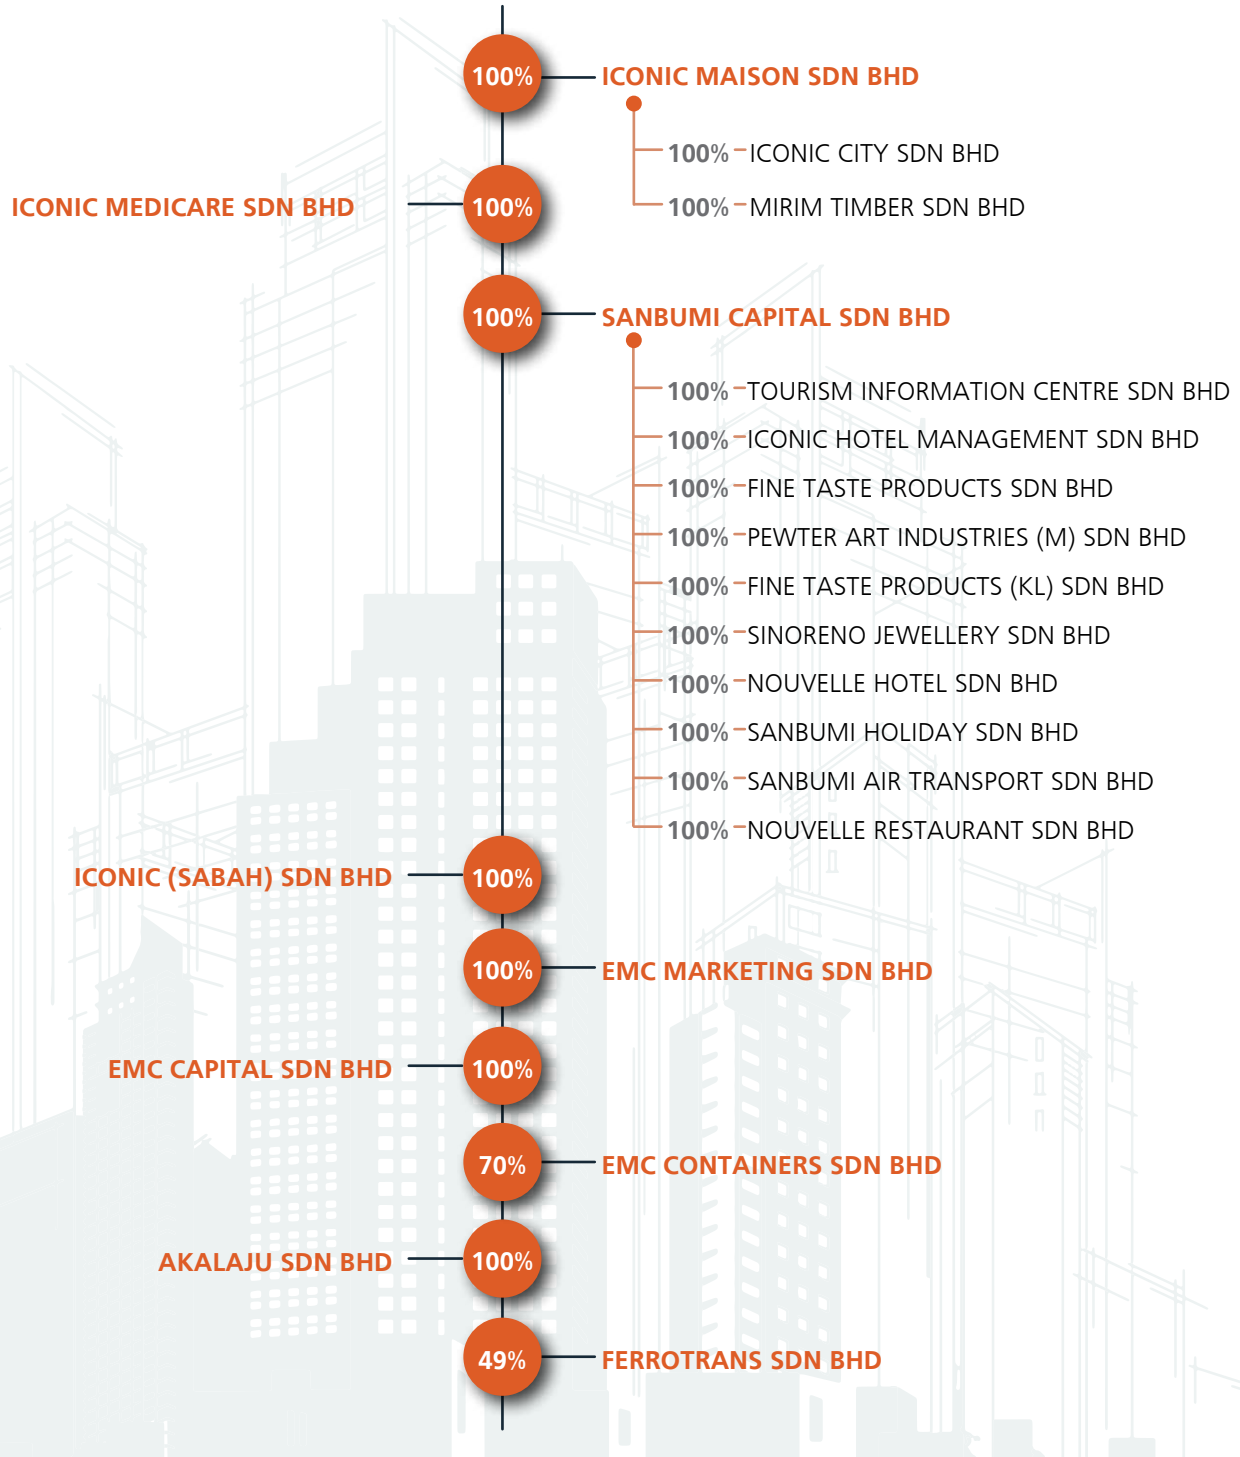 100% ICONIC MAISON SDN BHD
100% ICONIC CITY SDN BHD
100% MIRIM TIMBER SDN BHD
ICONIC MEDICARE SDN BHD 100%
100% SANBUMI CAPITAL SDN BHD
100% TOURISM INFORMATION CENTRE SDN BHD
100% ICONIC HOTEL MANAGEMENT SDN BHD
100% FINE TASTE PRODUCTS SDN BHD
100% PEWTER ART INDUSTRIES (M) SDN BHD
100% FINE TASTE PRODUCTS (KL) SDN BHD
100% SINORENO JEWELLERY SDN BHD
100% NOUVELLE HOTEL SDN BHD
100% SANBUMI HOLIDAY SDN BHD
100% SANBUMI AIR TRANSPORT SDN BHD
100% NOUVELLE RESTAURANT SDN BHD
ICONIC (SABAH) SDN BHD 100%
100% EMC MARKETING SDN BHD
EMC CAPITAL SDN BHD 100%
70% EMC CONTAINERS SDN BHD
AKALAJU SDN BHD 100%
49% FERROTRANS SDN BHD